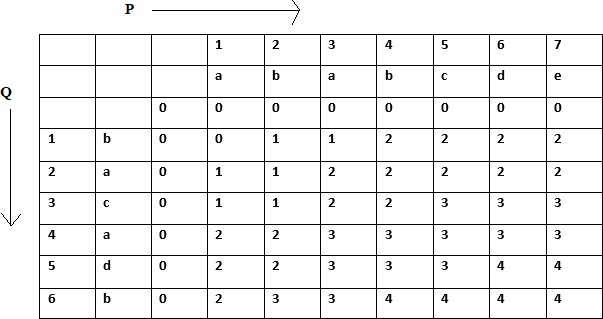 P
1 2 3 4 5 6 7
a b a b c d e
Q
0 0 0 0 0 0 0 0
1 b 0 0 1 1 2 2 2 2
2 a 0 1 1 2 2 2 2 2
3 c 0 1 1 2 2 3 3 3
4 a 0 2 2 3 3 3 3 3
5 d 0 2 2 3 3 3 4 4
6 b 0 2 3 3 4 4 4 4